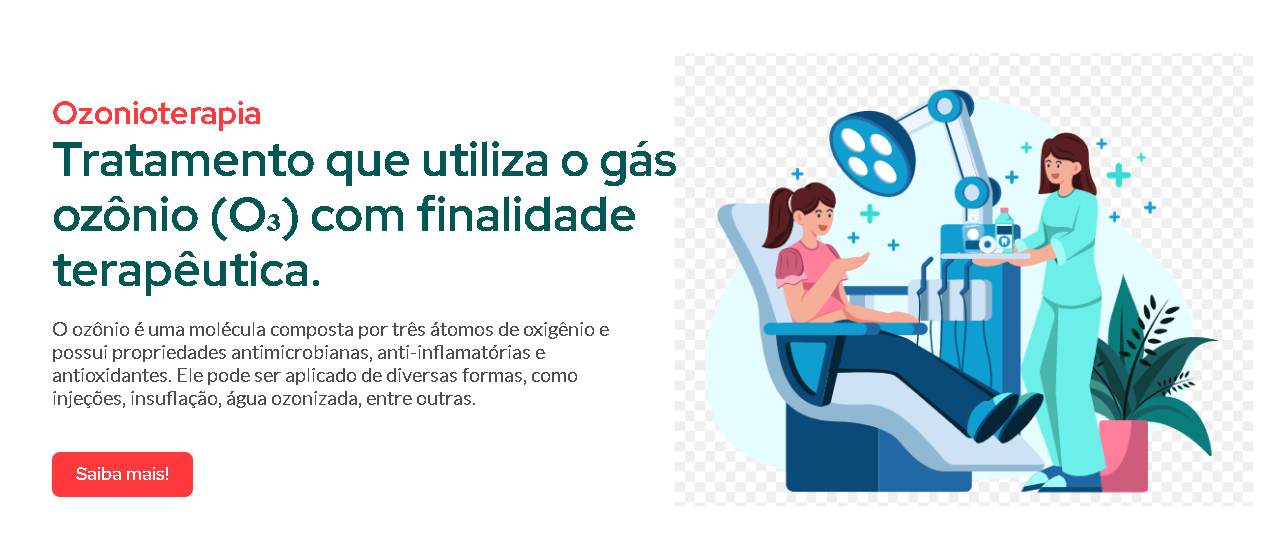 Ozonioterapia
Tratamento que utiliza o gás
ozônio (O₃) com finalidade
terapêutica.
O ozônio é uma molécula composta por três átomos de oxigênio e
possui propriedades antimicrobianas, anti-inflamatórias e
antioxidantes. Ele pode ser aplicado de diversas formas, como
injeções, insuflação, água ozonizada, entre outras.
Saiba mais!